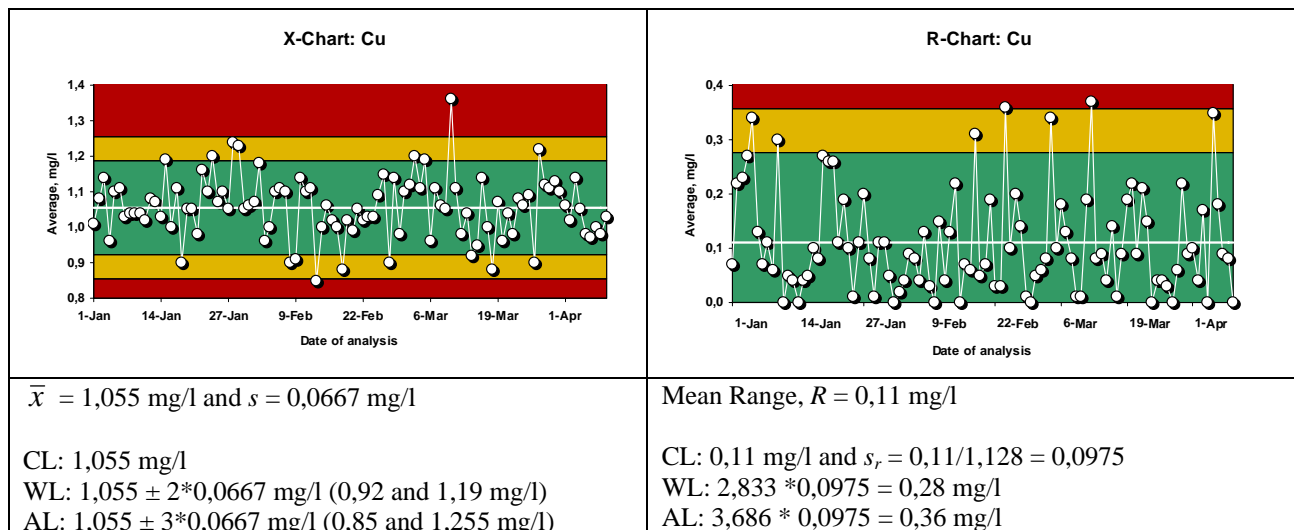 X-Chart: Cu
1,4
1,3
1,2
1,1
1,0
0,9
0,8
Average, mg/l
1-Jan 14-Jan 27-Jan 9-Feb 22-Feb 6-Mar 19-Mar 1-Apr
Date of analysis
R-Chart: Cu
0,4
0,3
0,2
0,1
0,0
Average, mg/l
1-Jan 14-Jan 27-Jan 9-Feb 22-Feb 6-Mar 19-Mar 1-Apr
Date of analysis
x̅ = 1,055 mg/l and s = 0,0667 mg/l
CL: 1,055 mg/l
WL: 1,055 ± 2*0,0667 mg/l (0,92 and 1,19 mg/l)
AL: 1,055 ± 3*0,0667 mg/l (0,85 and 1,255 mg/l)
Mean Range, R = 0,11 mg/l
CL: 0,11 mg/l and sr = 0,11/1,128 = 0,0975
WL: 2,833 *0,0975 = 0,28 mg/l
AL: 3,686 * 0,0975 = 0,36 mg/l